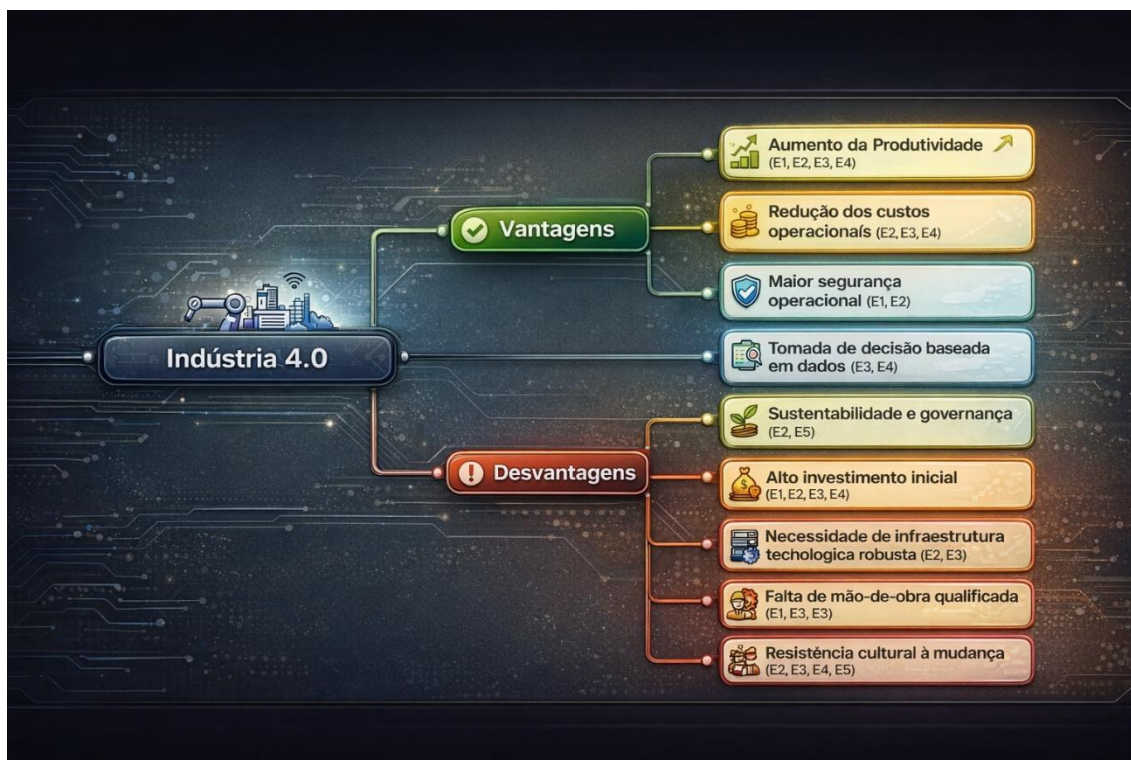 Aumento da Produtividade
(E1, E2, E3, E4)
Vantagens
Redução dos custos
operacionaís (E2, E3, E4)
Maior segurança
operacional (E1, E2)
Indústria 4.0
Tomada de decisão baseada
em dados (E3, E4)
Sustentabilidade e governança
(E2, E5)
Desvantagens
Alto investimento inicial
(E1, E2, E3, E4)
Necessidade de infraestrutura
techologica robusta (E2, E3)
Falta de mão-de-obra qualificada
(E1, E3, E3)
Resistência cultural à mudança
(E2, E3, E4, E5)